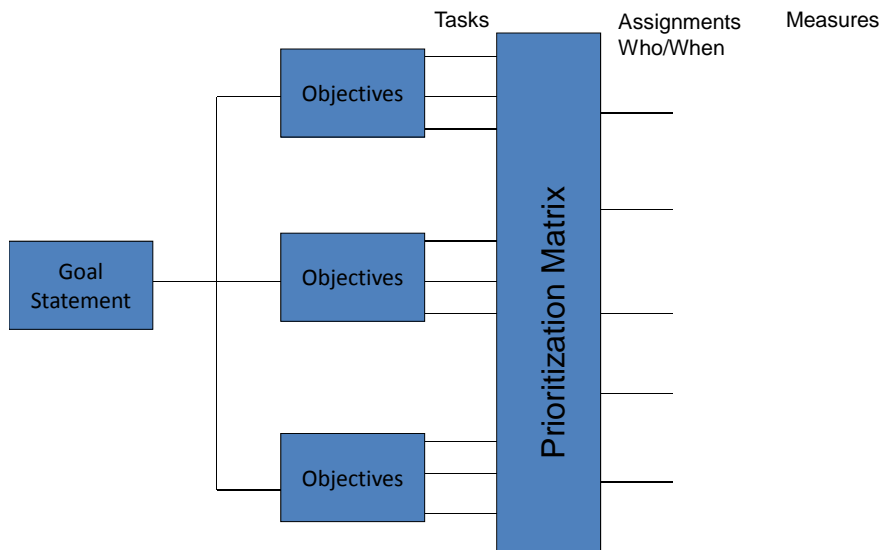 Tasks
Assignments
Who/When
Measures
Objectives
Goal
Statement
Objectives
Objectives
Prioritization Matrix